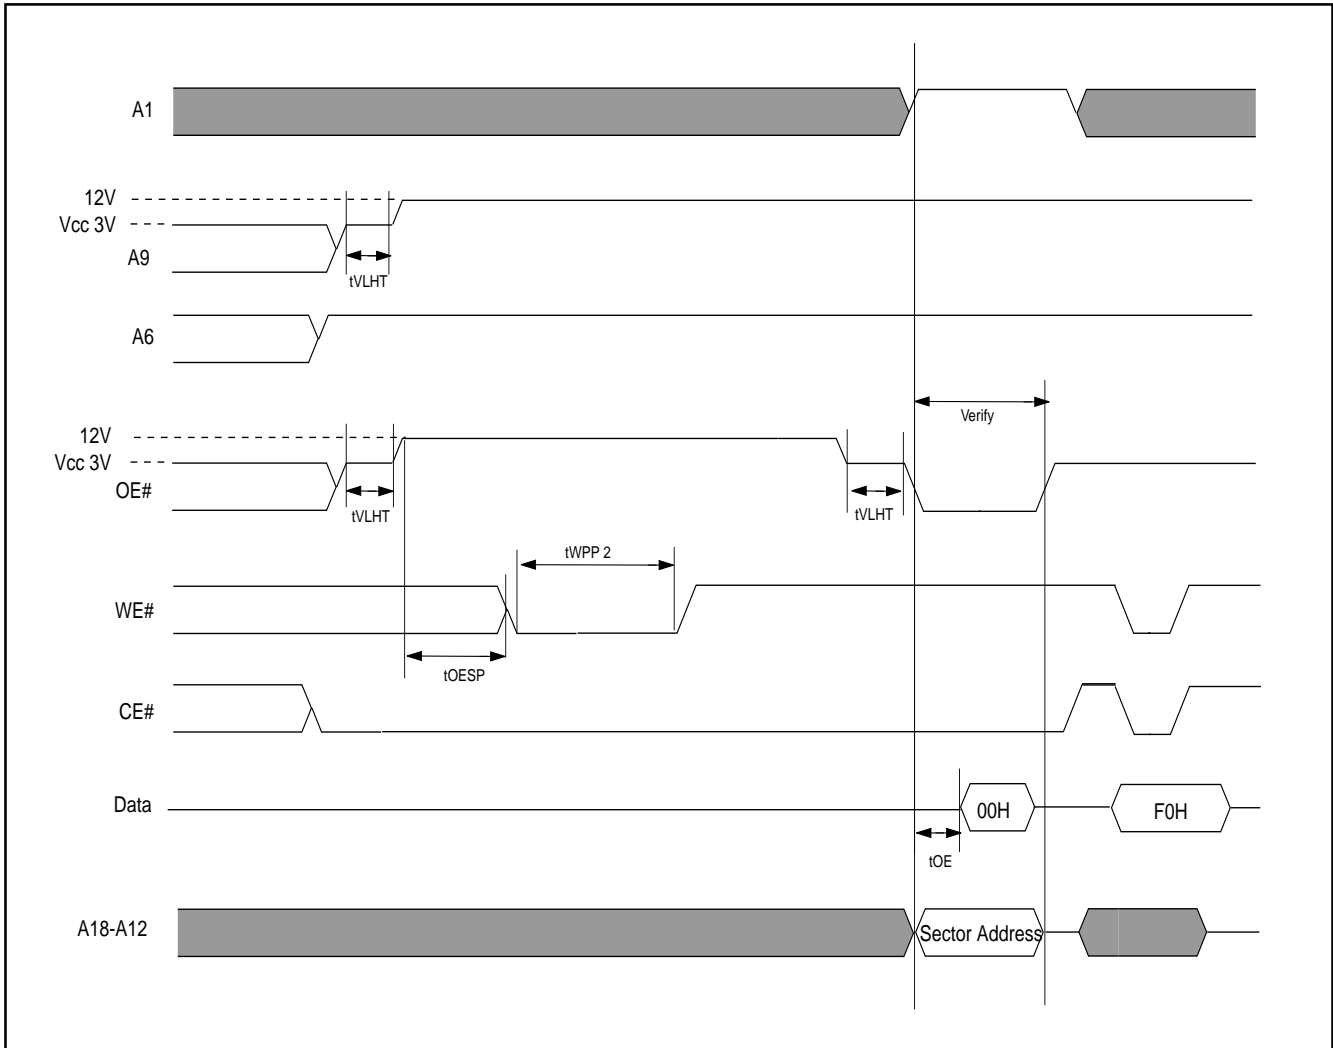 A1
12V
Vcc 3V
A9
tVLHT
A6
Verify
12V
Vcc 3V
OE#
tVLHT
tVLHT
tWPP 2
WE#
tOESP
CE#
Data
00H
F0H
tOE
A18-A12
Sector Address